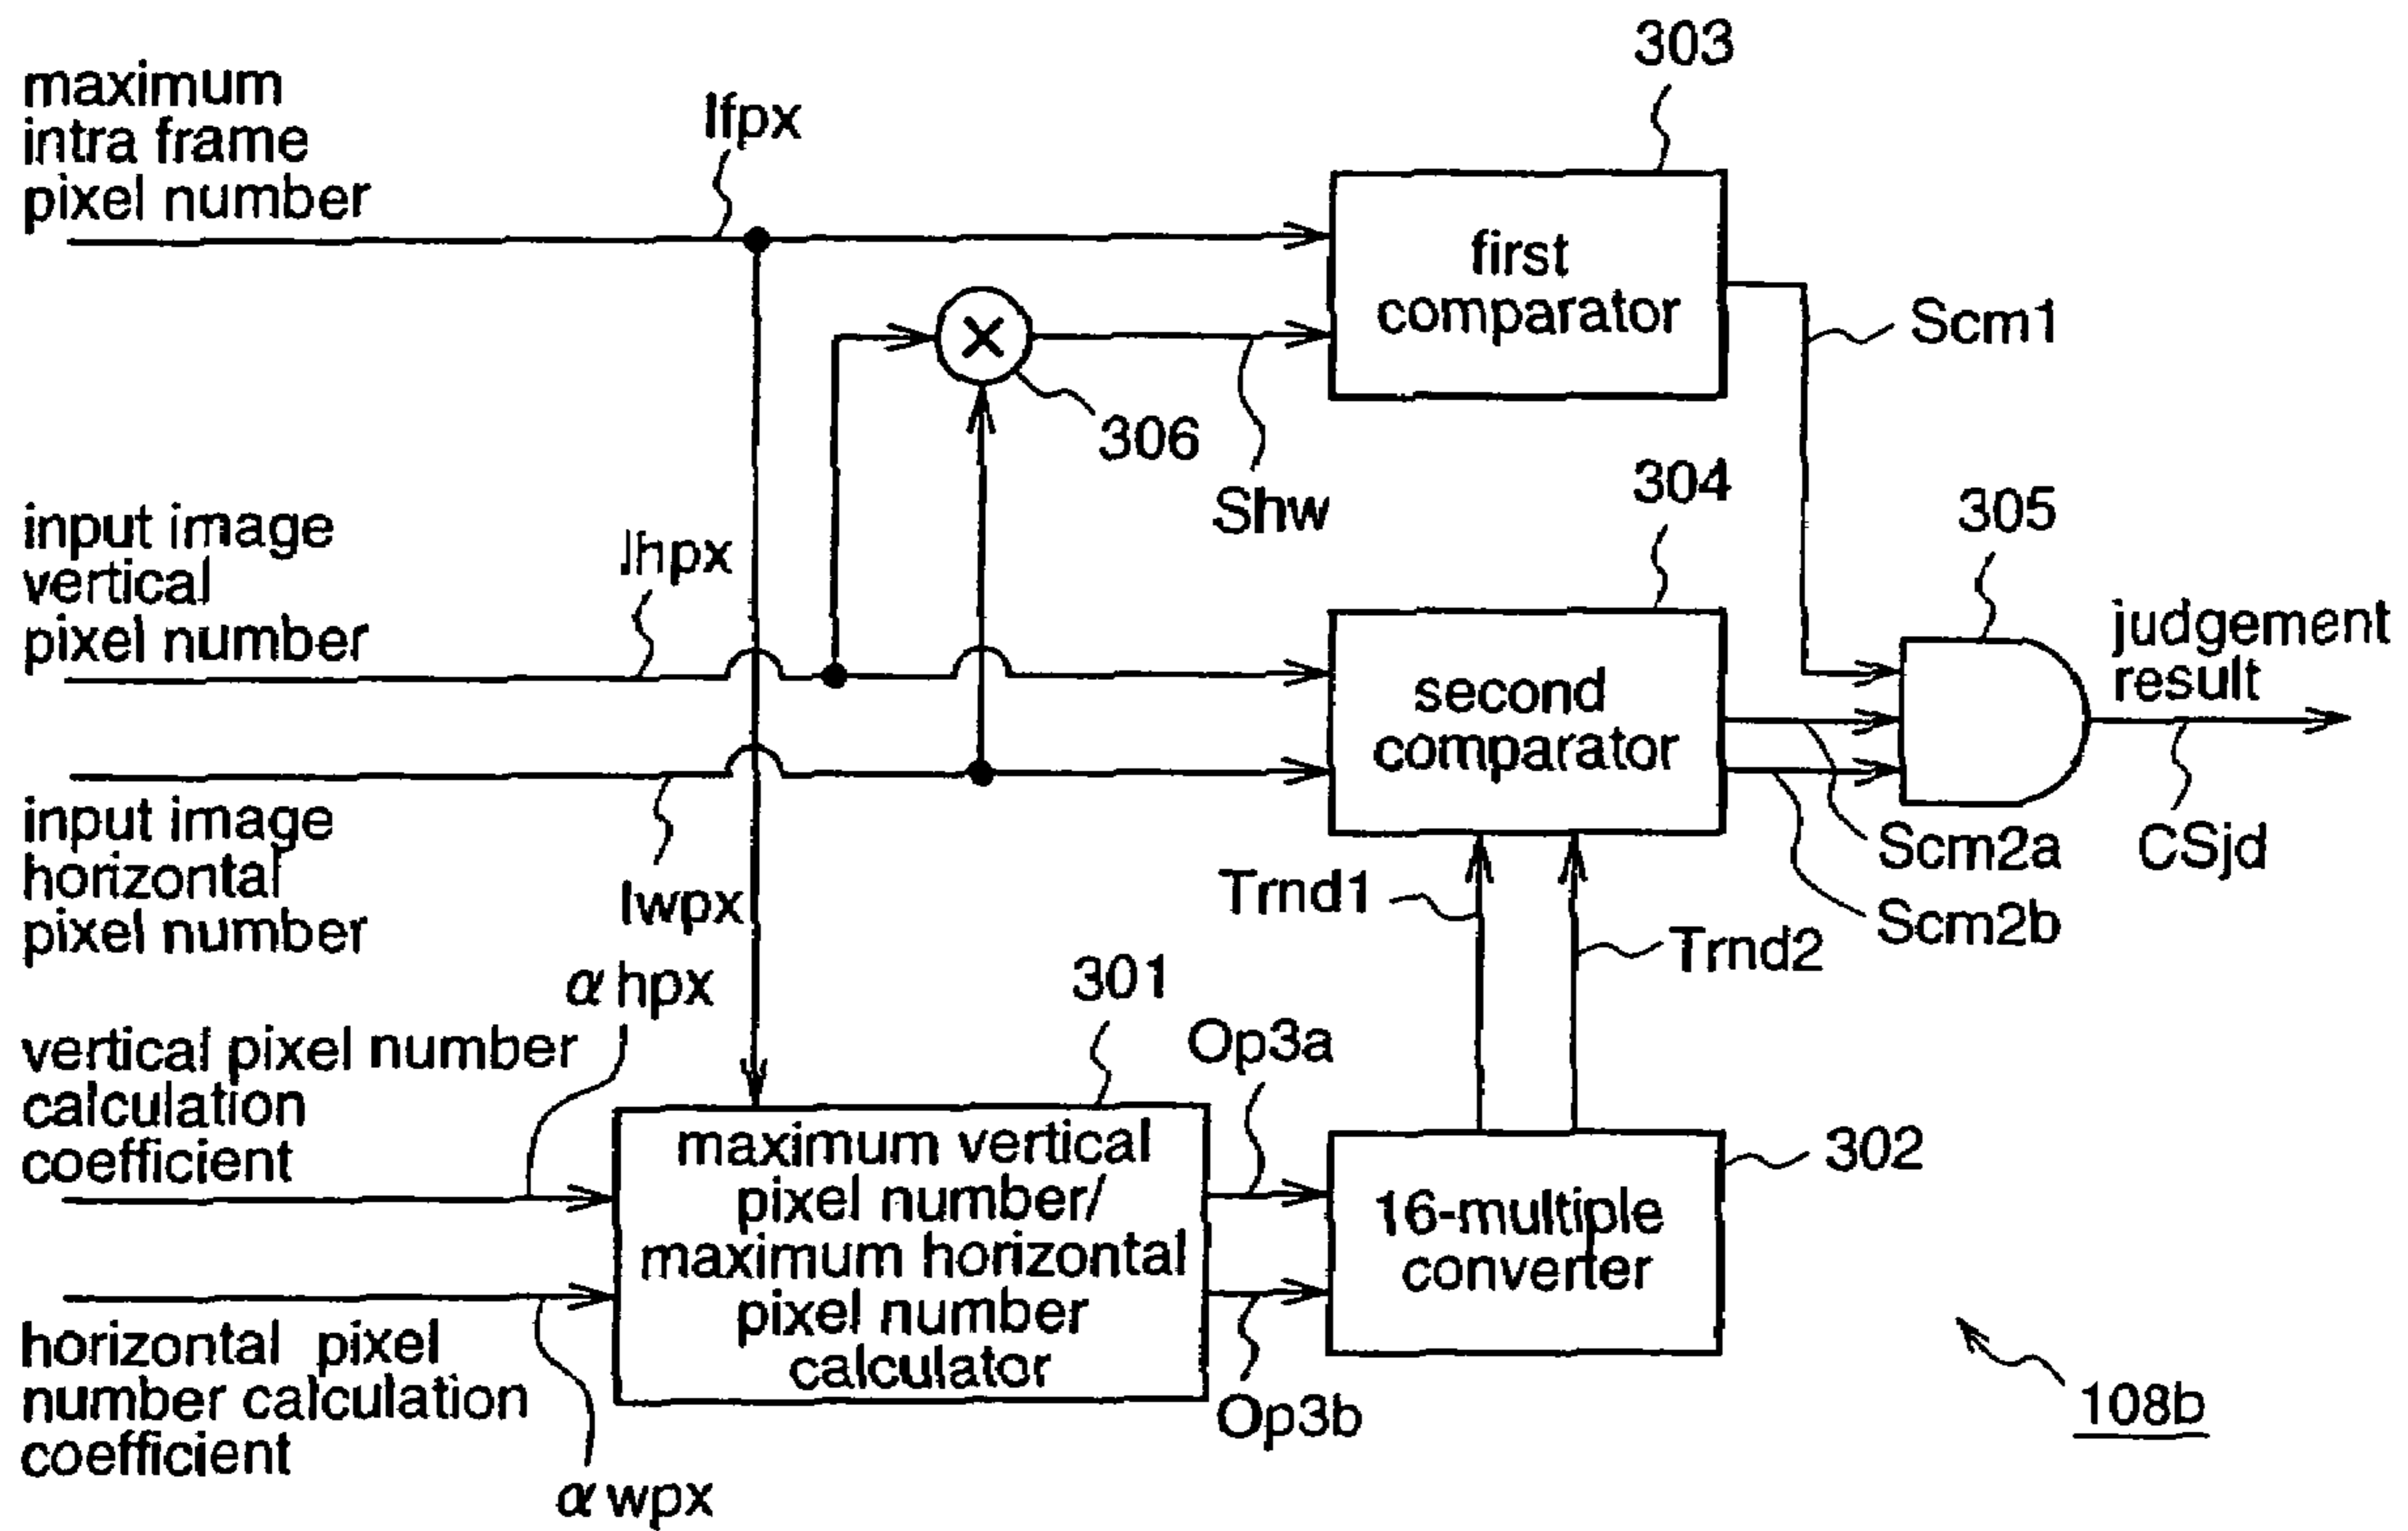 maximum
intra frame
pixel number
Ifpx
303
first
comparator
Scm1
306
Shw
input image
vertical
pixel number
Ihpx
304
305
second
comparator
judgement
result
input image
horizontal
pixel number
Iwpx
Scm2a
CSjd
Scm2b
Trnd1
Trnd2
α hpx
301
Op3a
vertical pixel number
calculation
coefficient
maximum vertical
pixel number/
maximum horizontal
pixel number
calculator
302
16-multiple
converter
horizontal pixel
number calculation
coefficient
α wpx
Op3b
108b